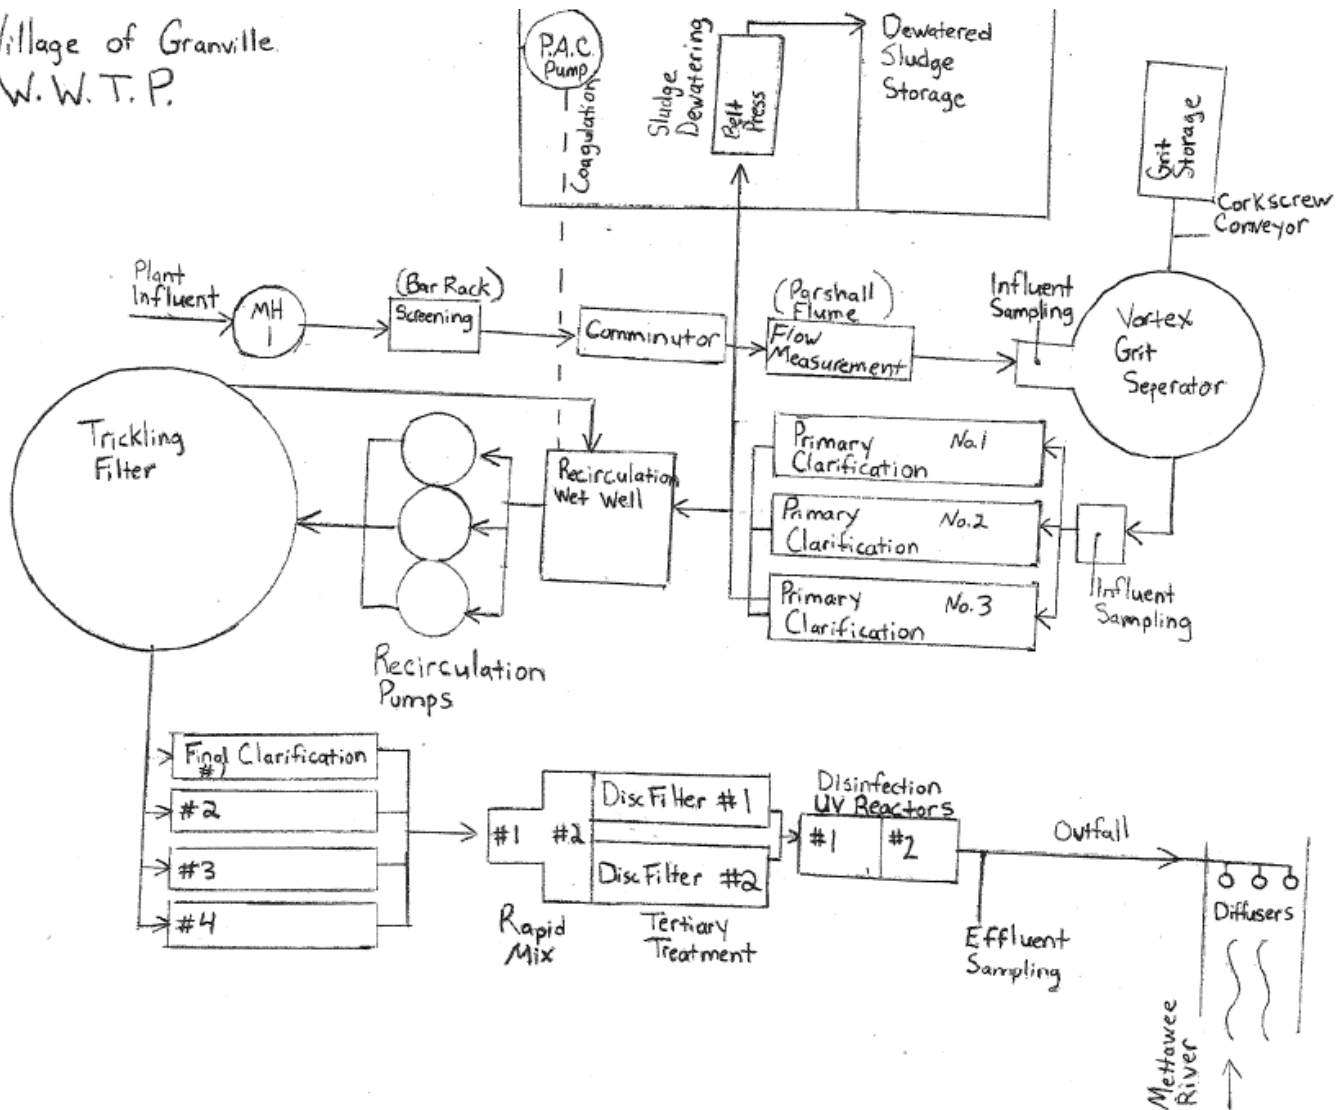 Village of Granville
W.W.T.P.
P.A.C.
Pump
Coagulation
Sludge
Dewatering
Belt
Press
Dewatered
Sludge
Storage
Grit
Storage
Corkscrew
Conveyor
Plant
Influent
MH
1
(Bar Rack)
Screening
Comminutor
(Parshall
Flume)
Flow
Measurement
Influent
Sampling
Vortex
Grit
Seperator
Trickling
Filter
Recirculation
Wet Well
Primary No.1
Clarification
Primary No.2
Clarification
Primary No.3
Clarification
Influent
Sampling
Recirculation
Pumps
Final Clarification
#1
#2
#3
#4
#1 #2
Rapid
Mix
Disc Filter #1
Disc Filter #2
Tertiary
Treatment
Disinfection
UV Reactors
#1 #2
Outfall
Effluent
Sampling
Diffusers
Mettawee
River